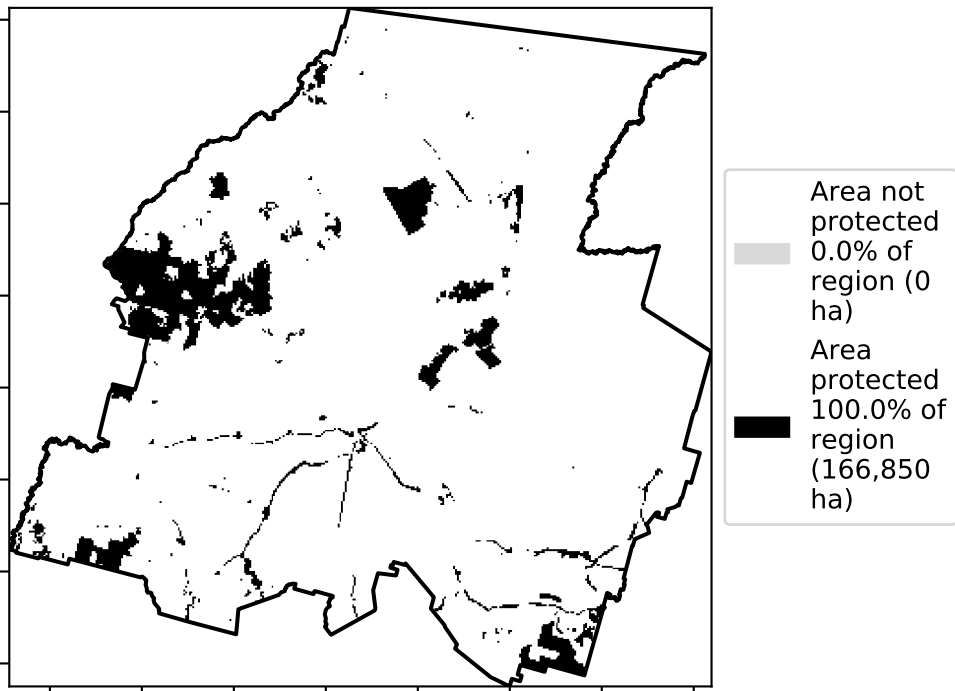 Area not
protected
0.0% of
region (0
ha)
Area
protected
100.0% of
region
(166,850
ha)